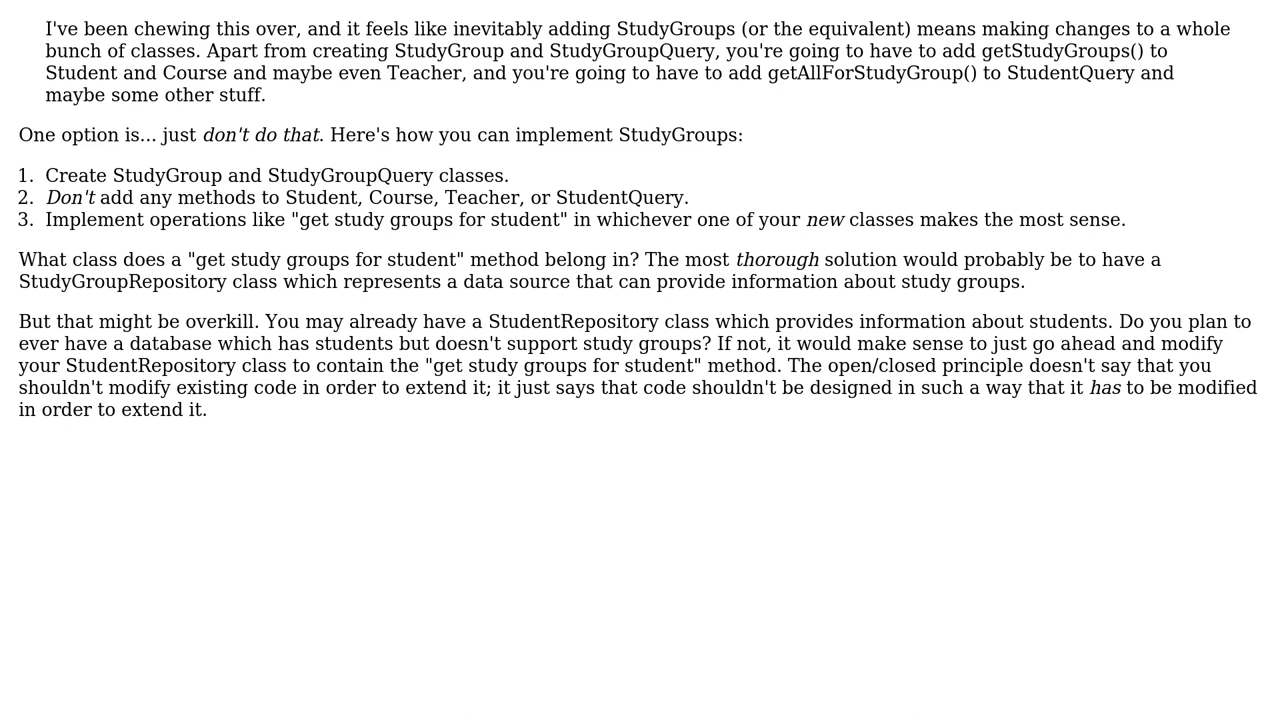 I've been chewing this over, and it feels like inevitably adding StudyGroups (or the equivalent) means making changes to a whole
bunch of classes. Apart from creating StudyGroup and StudyGroupQuery, you're going to have to add getStudyGroups() to
Student and Course and maybe even Teacher, and you're going to have to add getAllForStudyGroup() to StudentQuery and
maybe some other stuff.
One option is... just don't do that. Here's how you can implement StudyGroups:
1. Create StudyGroup and StudyGroupQuery classes.
2. Don't add any methods to Student, Course, Teacher, or StudentQuery.
3. Implement operations like "get study groups for student" in whichever one of your new classes makes the most sense.
What class does a "get study groups for student" method belong in? The most thorough solution would probably be to have a
StudyGroupRepository class which represents a data source that can provide information about study groups.
But that might be overkill. You may already have a StudentRepository class which provides information about students. Do you plan to
ever have a database which has students but doesn't support study groups? If not, it would make sense to just go ahead and modify
your StudentRepository class to contain the "get study groups for student" method. The open/closed principle doesn't say that you
shouldn't modify existing code in order to extend it; it just says that code shouldn't be designed in such a way that it has to be modified
in order to extend it.